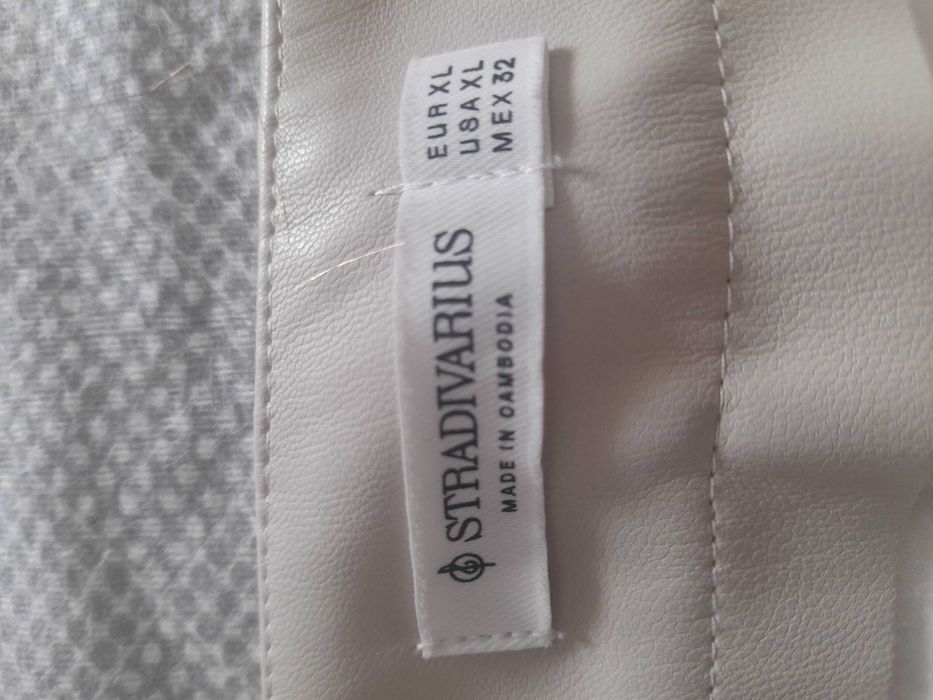 STRADIVARIUS
MADE IN CAMBODIA
EUR XL
USA XL
MEX 32